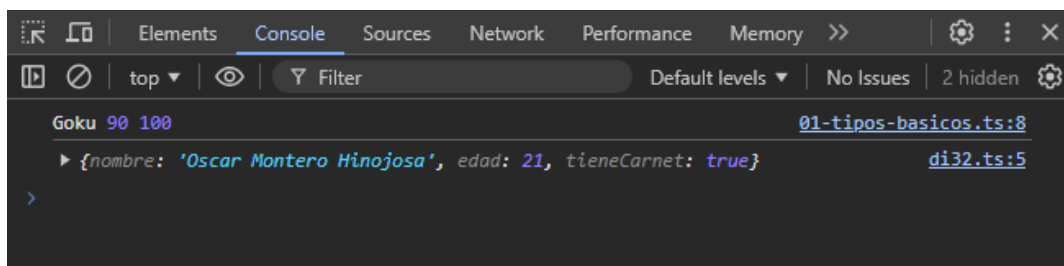 Elements Console Sources Network Performance Memory
top Filter Default levels No Issues 2 hidden
Goku 90 100 01-tipos-basicos.ts:8
{nombre: 'Oscar Montero Hinojosa', edad: 21, tieneCarnet: true} di32.ts:5